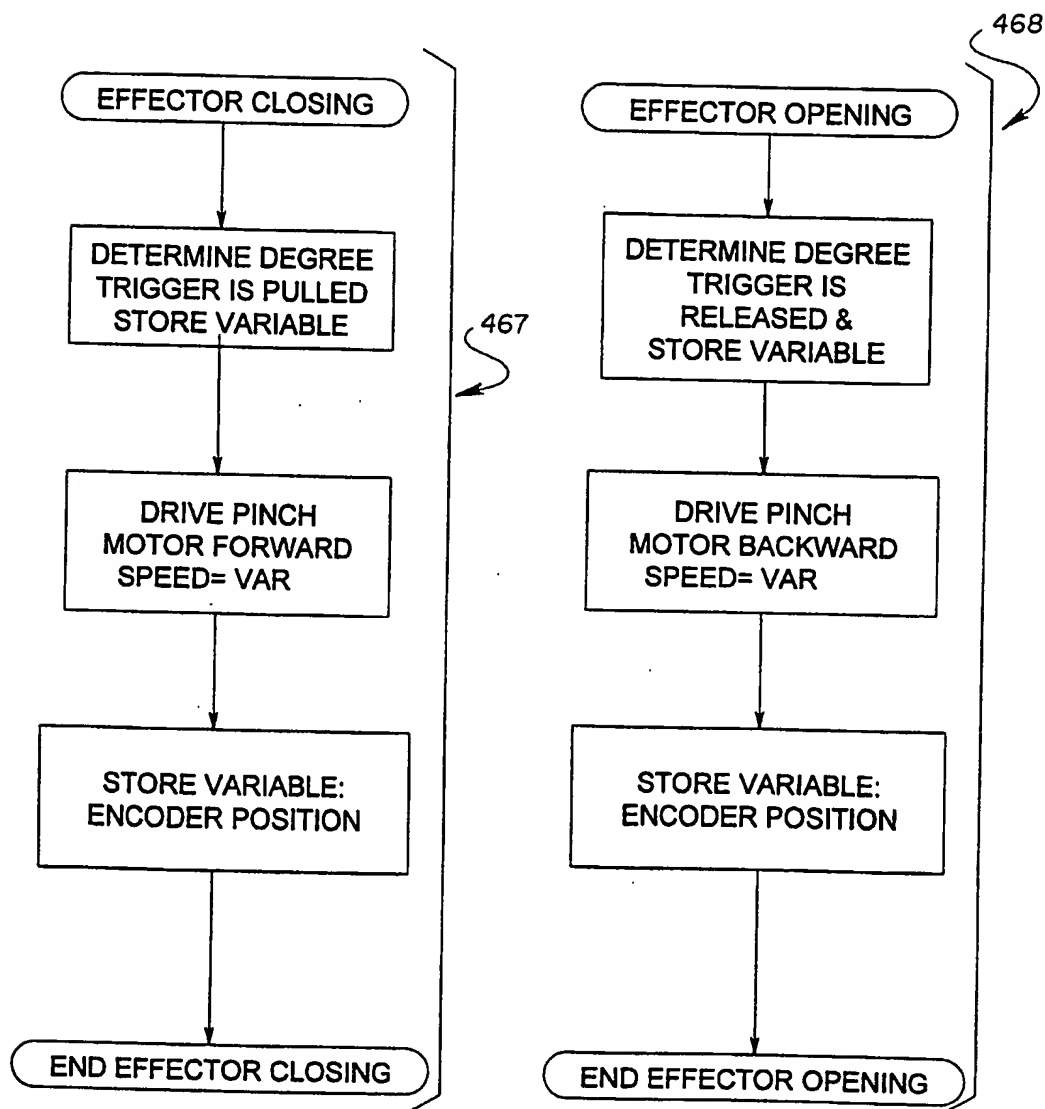 EFFECTOR CLOSING
DETERMINE DEGREE
TRIGGER IS PULLED
STORE VARIABLE
467
DRIVE PINCH
MOTOR FORWARD
SPEED= VAR
STORE VARIABLE:
ENCODER POSITION
END EFFECTOR CLOSING
468
EFFECTOR OPENING
DETERMINE DEGREE
TRIGGER IS
RELEASED &
STORE VARIABLE
DRIVE PINCH
MOTOR BACKWARD
SPEED= VAR
STORE VARIABLE:
ENCODER POSITION
END EFFECTOR OPENING